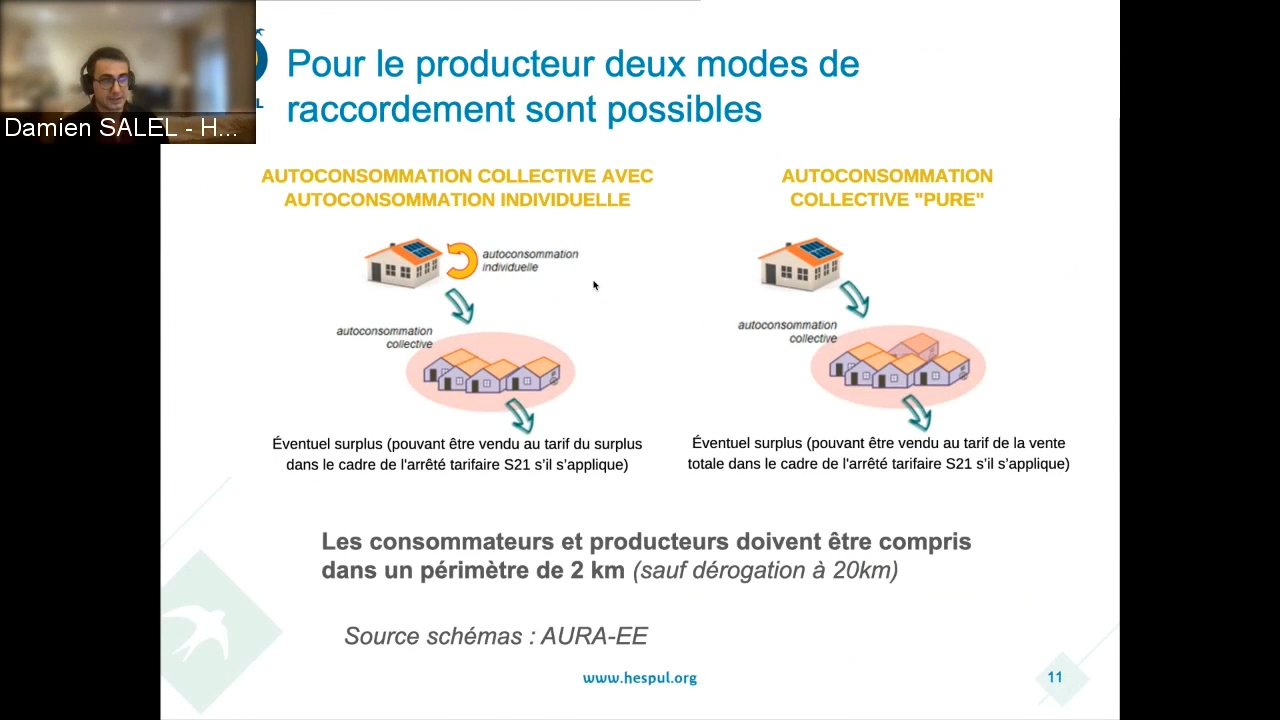 Pour le producteur deux modes de
raccordement sont possibles
L
Damien SALEL - H...
AUTOCONSOMMATION COLLECTIVE AVEC
AUTOCONSOMMATION INDIVIDUELLE
autoconsommation
individuelle
autoconsommation
collective
Éventuel surplus (pouvant être vendu au tarif du surplus
dans le cadre de l'arrêté tarifaire S21 s'il s'applique)
AUTOCONSOMMATION
COLLECTIVE "PURE"
autoconsommation
collective
Éventuel surplus (pouvant être vendu au tarif de la vente
totale dans le cadre de l'arrêté tarifaire S21 s'il s'applique)
Les consommateurs et producteurs doivent être compris
dans un périmètre de 2 km (sauf dérogation à 20km)
Source schémas : AURA-EE
www.hespul.org
11